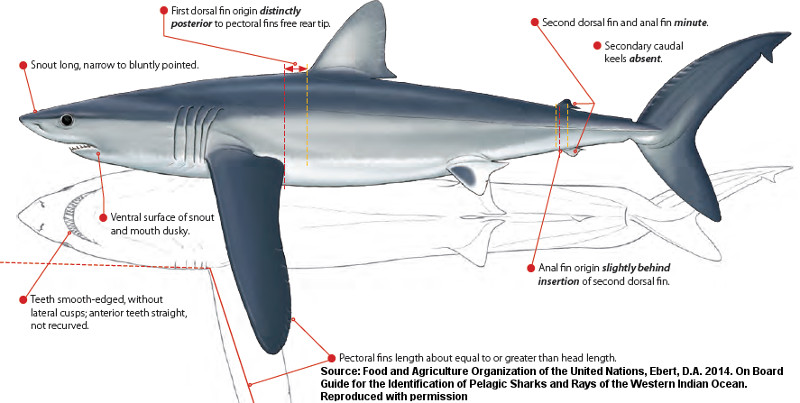 First dorsal fin origin distinctly
posterior to pectoral fins free rear tip.
Second dorsal fin and anal fin minute.
Secondary caudal
keels absent.
Snout long, narrow to bluntly pointed.
Ventral surface of snout
and mouth dusky.
Anal fin origin slightly behind
insertion of second dorsal fin.
Teeth smooth-edged, without
lateral cusps; anterior teeth straight,
not recurved.
Pectoral fins length about equal to or greater than head length.
Source: Food and Agriculture Organization of the United Nations, Ebert, D.A. 2014. On Board
Guide for the Identification of Pelagic Sharks and Rays of the Western Indian Ocean.
Reproduced with permission